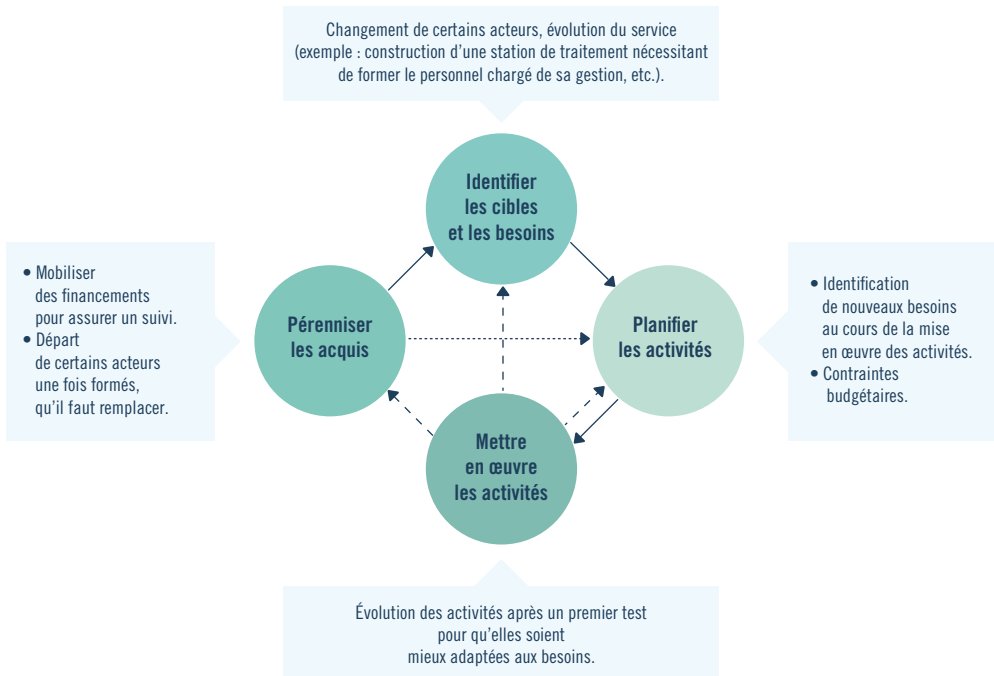 Changement de certains acteurs, évolution du service
(exemple : construction d’une station de traitement nécessitant
de former le personnel chargé de sa gestion, etc.).
Identifier
les cibles
et les besoins
• Mobiliser
des financements
pour assurer un suivi.
• Départ
de certains acteurs
une fois formés,
qu’il faut remplacer.
Pérenniser
les acquis
Planifier
les activités
• Identification
de nouveaux besoins
au cours de la mise
en œuvre des activités.
• Contraintes
budgétaires.
Mettre
en œuvre
les activités
Évolution des activités après un premier test
pour qu’elles soient
mieux adaptées aux besoins.